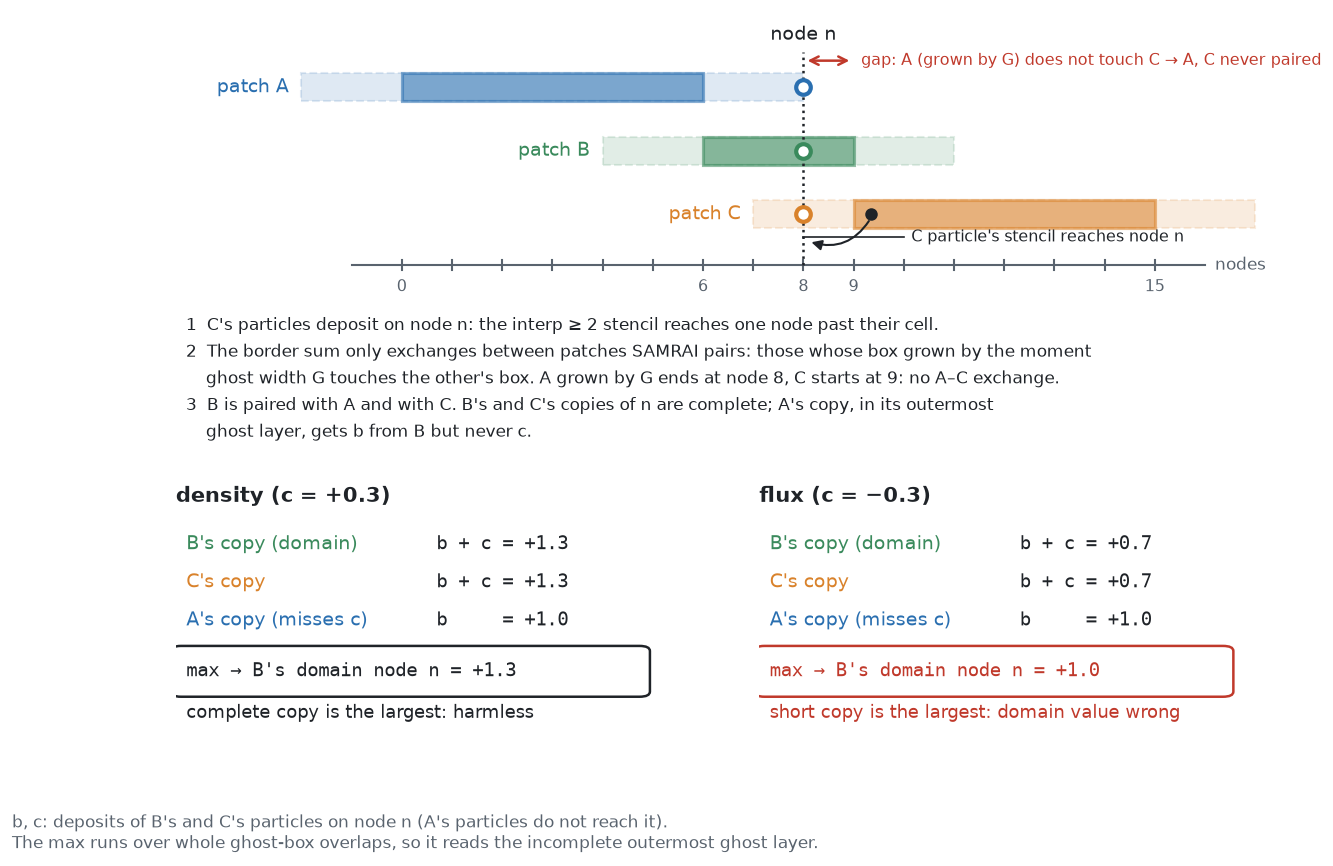 node n
gap: A (grown by G) does not touch C → A, C never paired
patch A
patch B
patch C
C particle's stencil reaches node n
nodes
0 6 8 9 15
1 C's particles deposit on node n: the interp ≥ 2 stencil reaches one node past their cell.
2 The border sum only exchanges between patches SAMRAI pairs: those whose box grown by the moment
ghost width G touches the other's box. A grown by G ends at node 8, C starts at 9: no A–C exchange.
3 B is paired with A and with C. B's and C's copies of n are complete; A's copy, in its outermost
ghost layer, gets b from B but never c.
density (c = +0.3)
B's copy (domain) b + c = +1.3
C's copy b + c = +1.3
A's copy (misses c) b = +1.0
max → B's domain node n = +1.3
complete copy is the largest: harmless
flux (c = −0.3)
B's copy (domain) b + c = +0.7
C's copy b + c = +0.7
A's copy (misses c) b = +1.0
max → B's domain node n = +1.0
short copy is the largest: domain value wrong
b, c: deposits of B's and C's particles on node n (A's particles do not reach it).
The max runs over whole ghost-box overlaps, so it reads the incomplete outermost ghost layer.